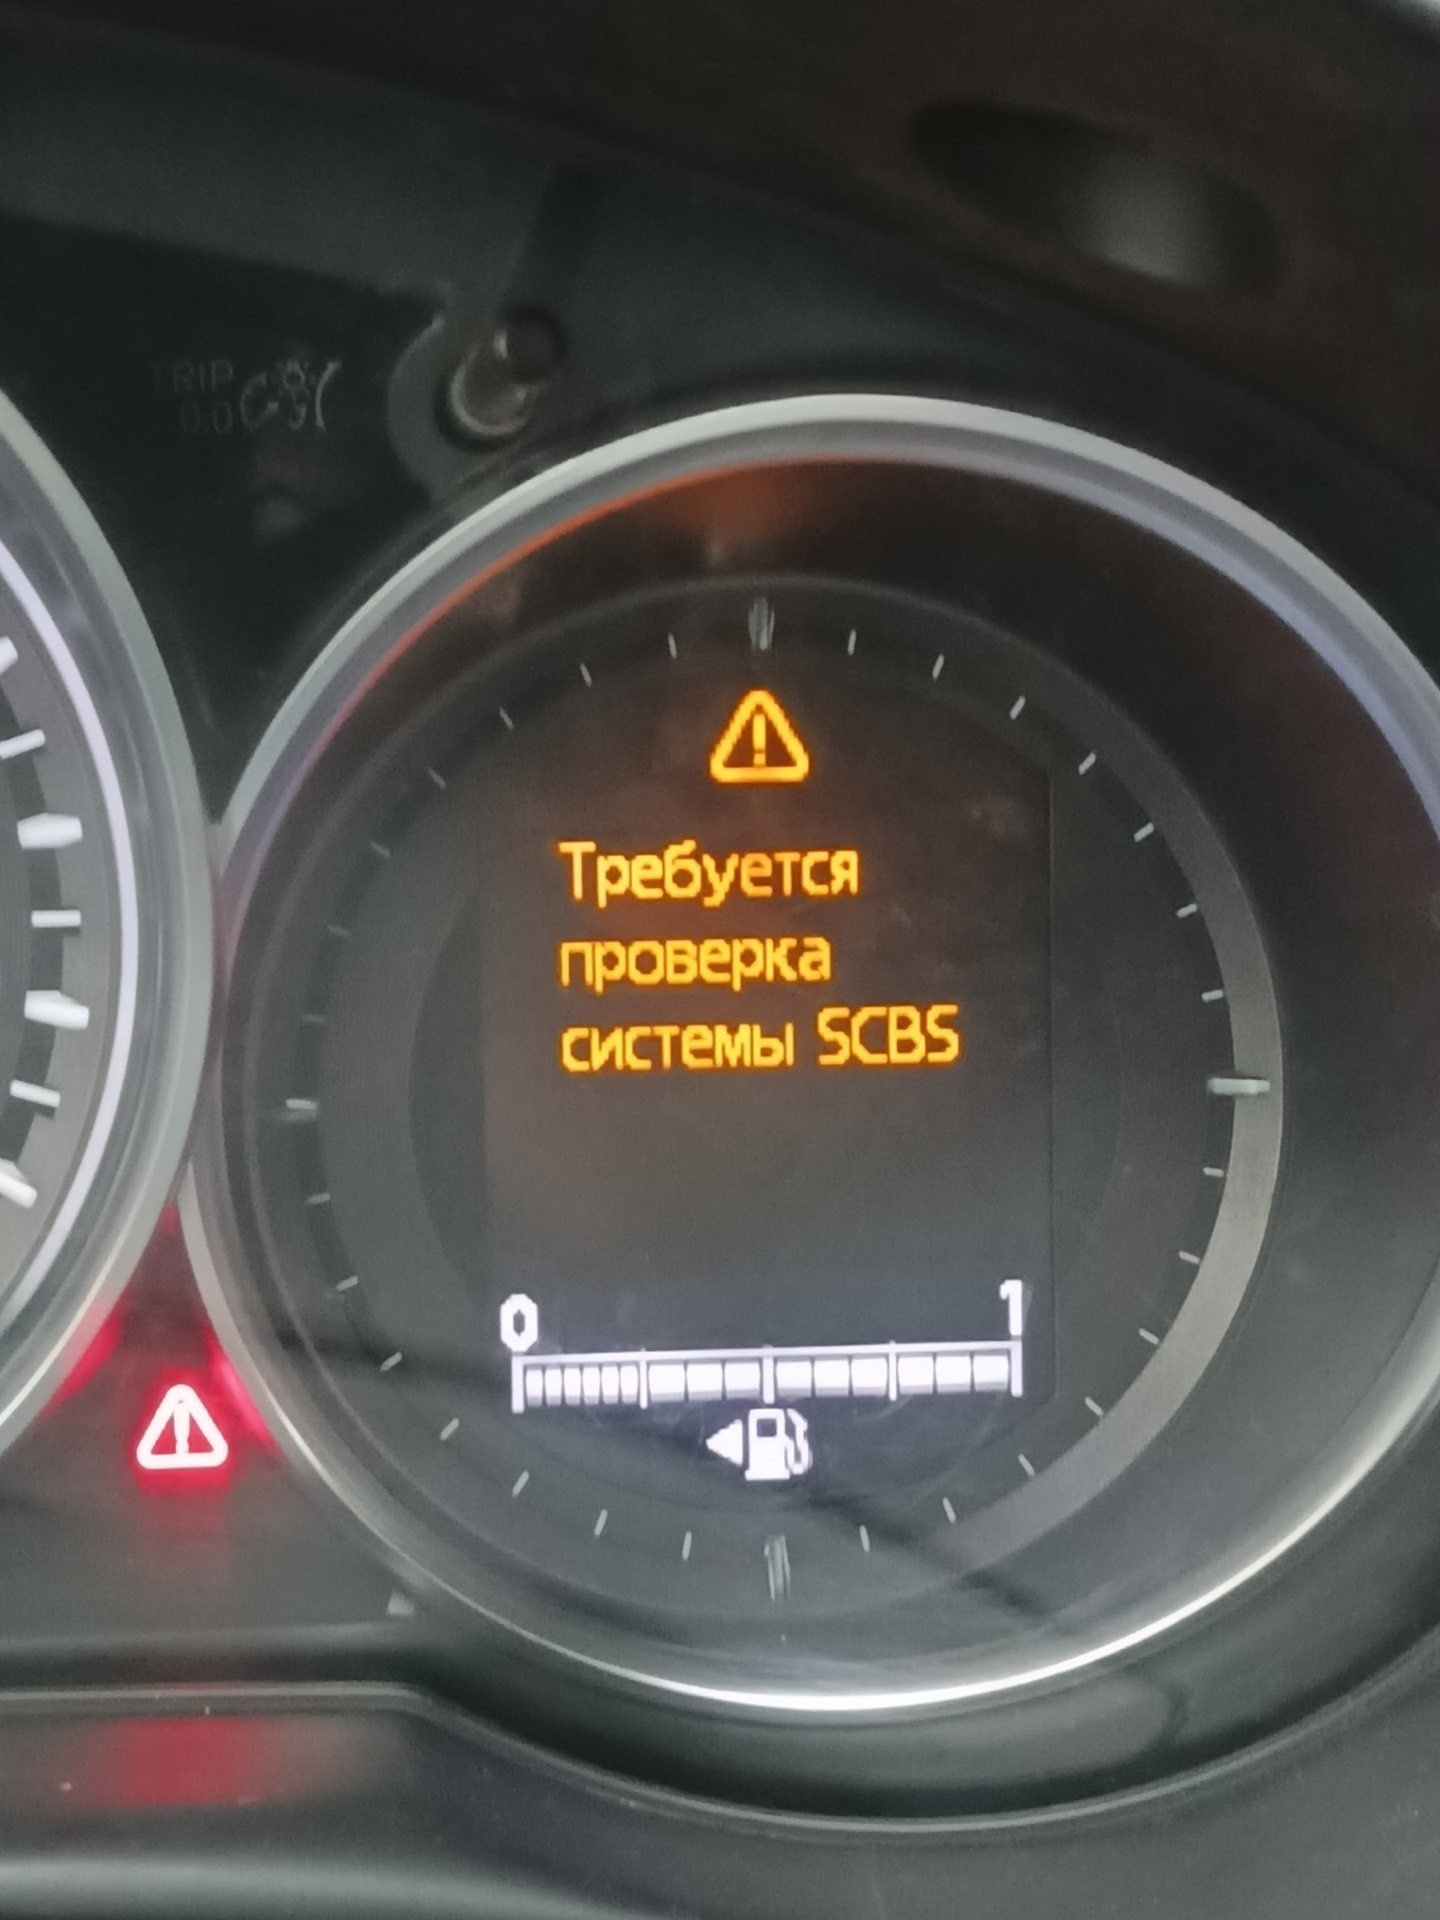 TRIP
0.0
Требуется
проверка
системы SCBS
0 1